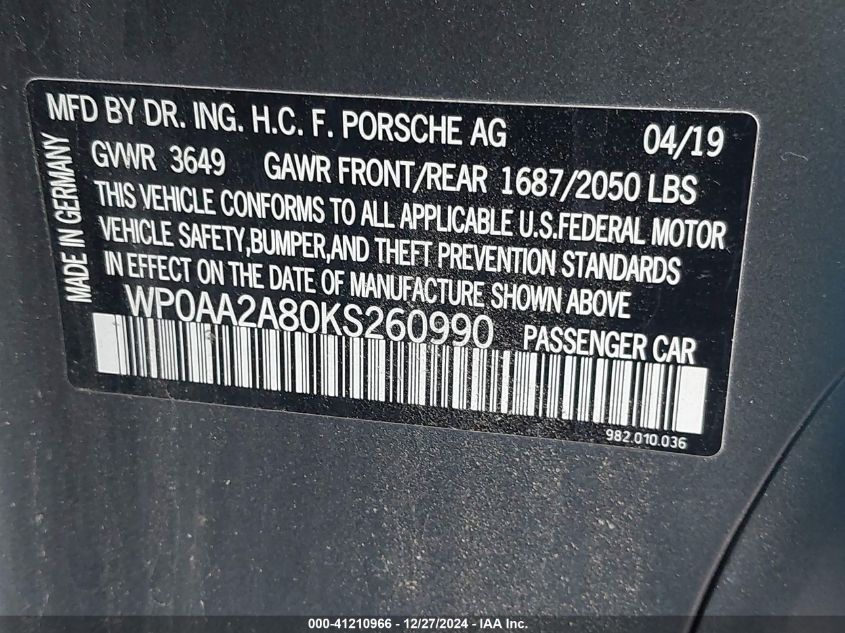 MFD BY DR. ING. H.C. F. PORSCHE AG 04/19
GVWR 3649 GAWR FRONT/REAR 1687/2050 LBS
THIS VEHICLE CONFORMS TO ALL APPLICABLE U.S.FEDERAL MOTOR
VEHICLE SAFETY,BUMPER,AND THEFT PREVENTION STANDARDS
IN EFFECT ON THE DATE OF MANUFACTURE SHOWN ABOVE
MADE IN GERMANY
WP0AA2A80KS260990 PASSENGER CAR
982.010.036
000-41210966 • 12/27/2024 • IAA Inc.